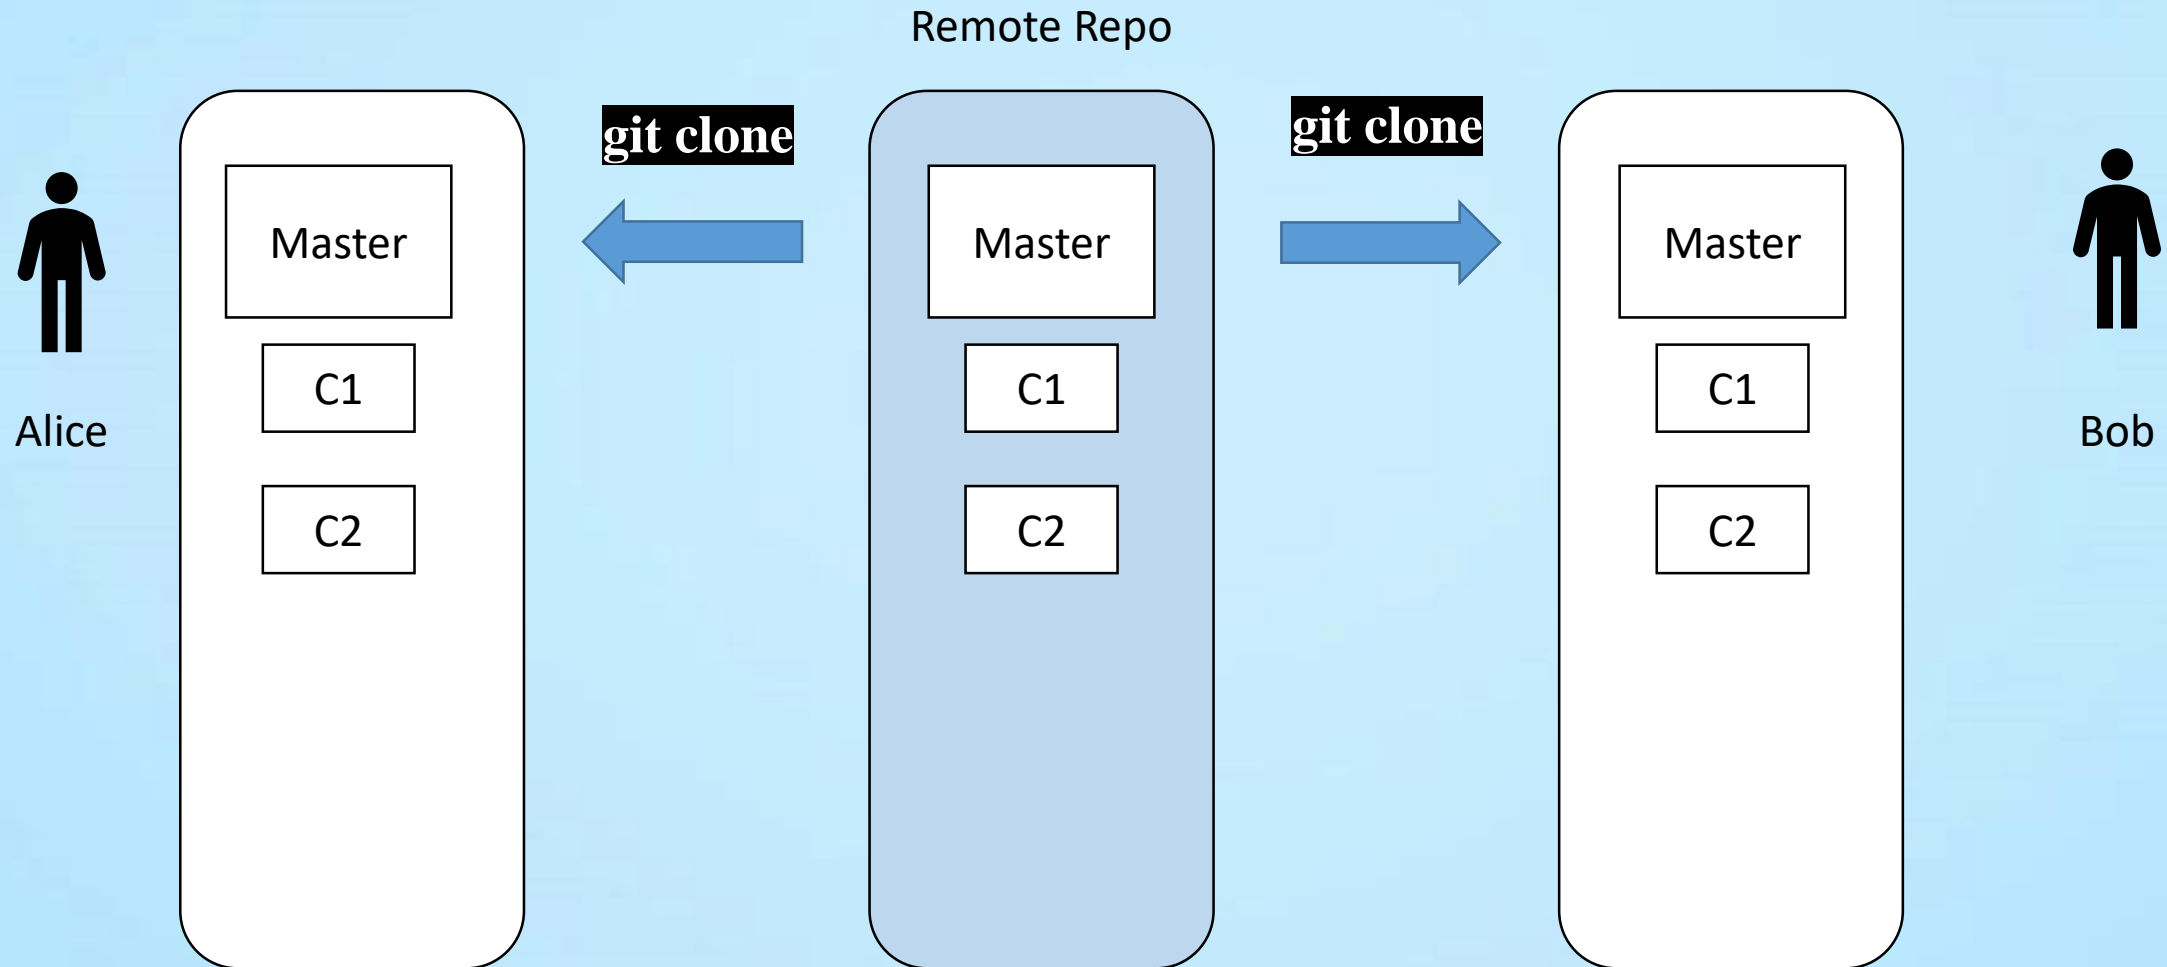 Remote Repo
git clone
git clone
Master
Master
Master
C1
C1
C1
Alice
Bob
C2
C2
C2